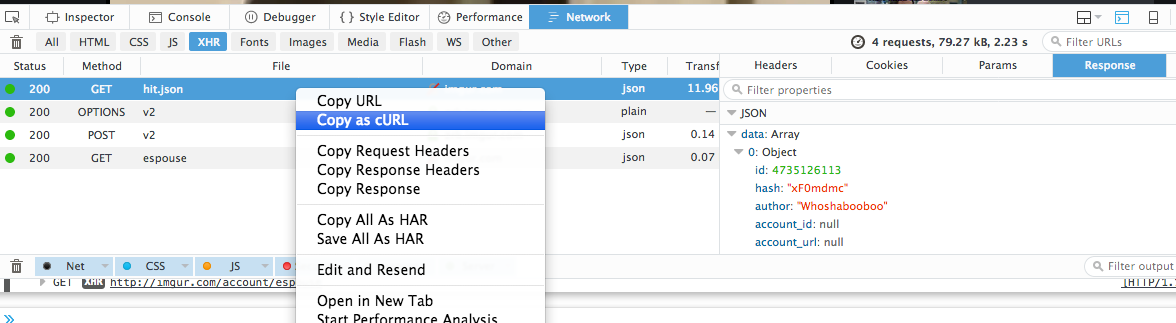 Inspector Console Debugger { } Style Editor Performance Network
All HTML CSS JS XHR Fonts Images Media Flash WS Other 4 requests, 79.27 kB, 2.23 s Filter URLs
Status Method File Domain Type Transf Headers Cookies Params Response
200 GET hit.json imgur.com json 11.96
Filter properties
Copy URL
Copy as cURL
Copy Request Headers
Copy Response Headers
Copy Response
Copy All As HAR
Save All As HAR
Edit and Resend
Open in New Tab
Start Performance Analysis
200 OPTIONS v2 plain —
200 POST v2 json 0.14
200 GET espouse json 0.07
JSON
data: Array
0: Object
id: 4735126113
hash: "xF0mdmc"
author: "Whoshabooboo"
account_id: null
account_url: null
Net CSS JS Filter output
GET XHR http://imgur.com/account/esp [HTTP/1.
»